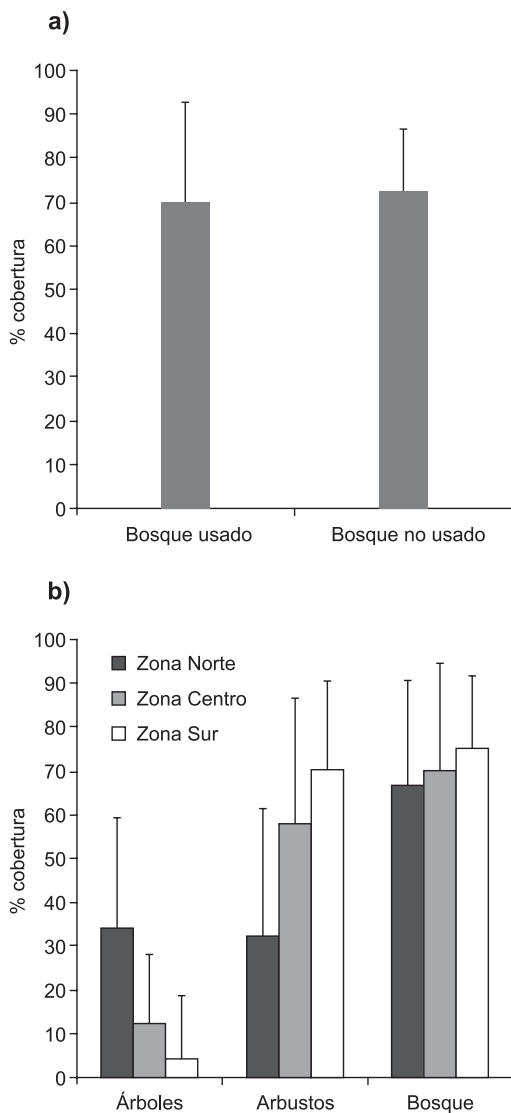 a)
100
90
80
70
60
50
40
30
20
10
0
% cobertura
Bosque usado
Bosque no usado
b)
100
90
80
70
60
50
40
30
20
10
0
% cobertura
Zona Norte
Zona Centro
Zona Sur
Árboles
Arbustos
Bosque